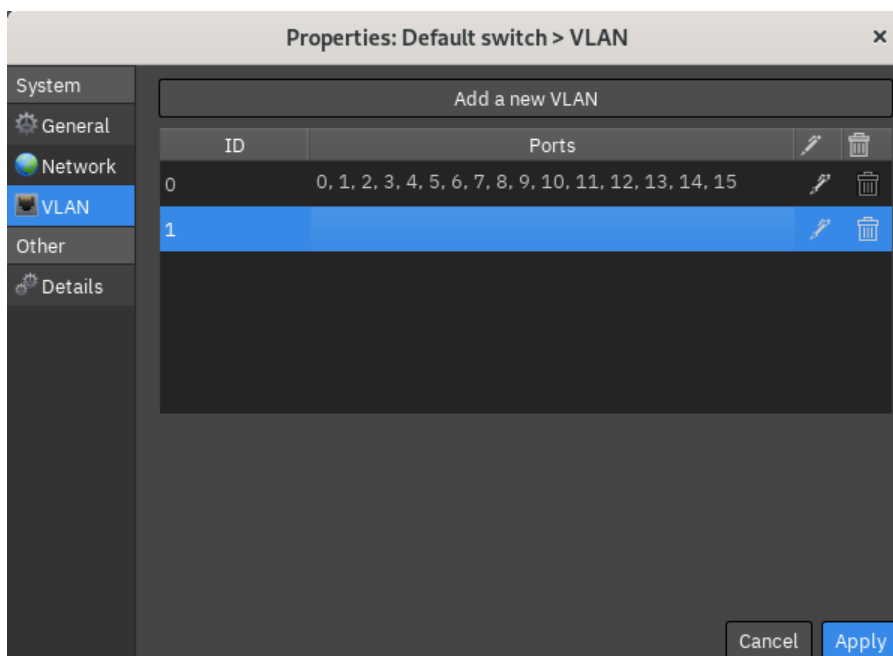 Properties: Default switch > VLAN ×
System
General
Network
VLAN
Other
Details
Add a new VLAN
ID Ports
0 0, 1, 2, 3, 4, 5, 6, 7, 8, 9, 10, 11, 12, 13, 14, 15
1
Cancel Apply